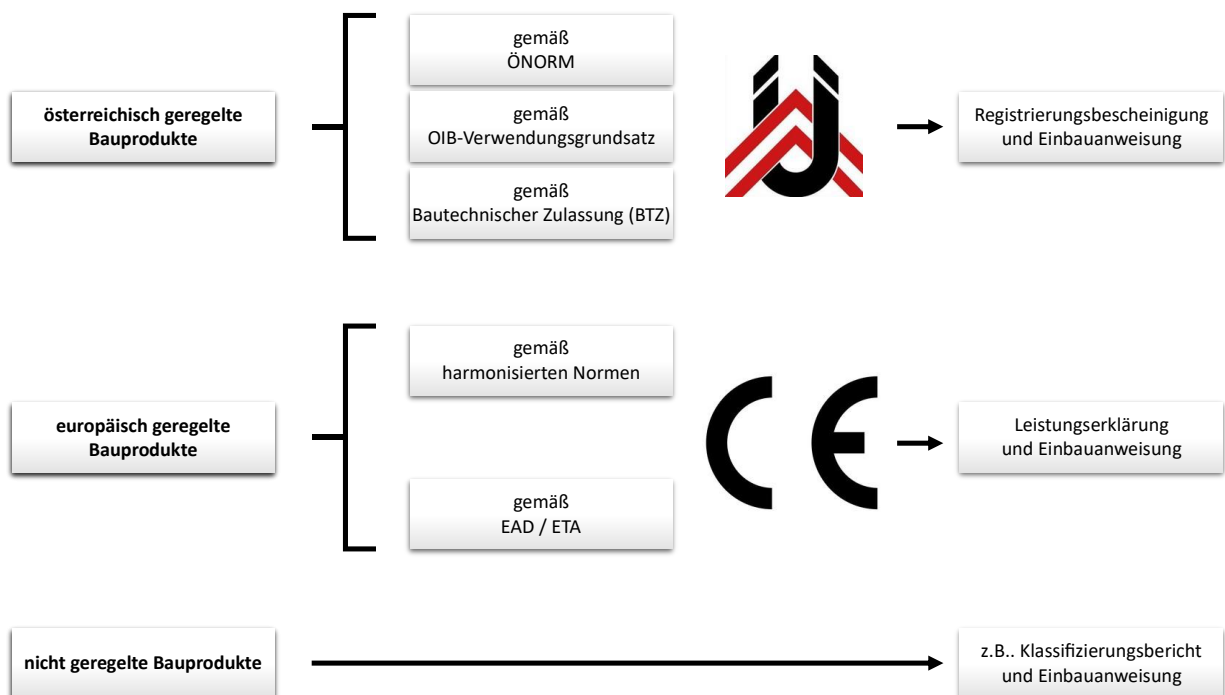 österreichisch geregelte
Bauprodukte
gemäß
ÖNORM
gemäß
OIB-Verwendungsgrundsatz
gemäß
Bautechnischer Zulassung (BTZ)
Registrierungsbescheinigung
und Einbauanweisung
europäisch geregelte
Bauprodukte
gemäß
harmonisierten Normen
gemäß
EAD / ETA
CE
Leistungserklärung
und Einbauanweisung
nicht geregelte Bauprodukte
z.B.. Klassifizierungsbericht
und Einbauanweisung